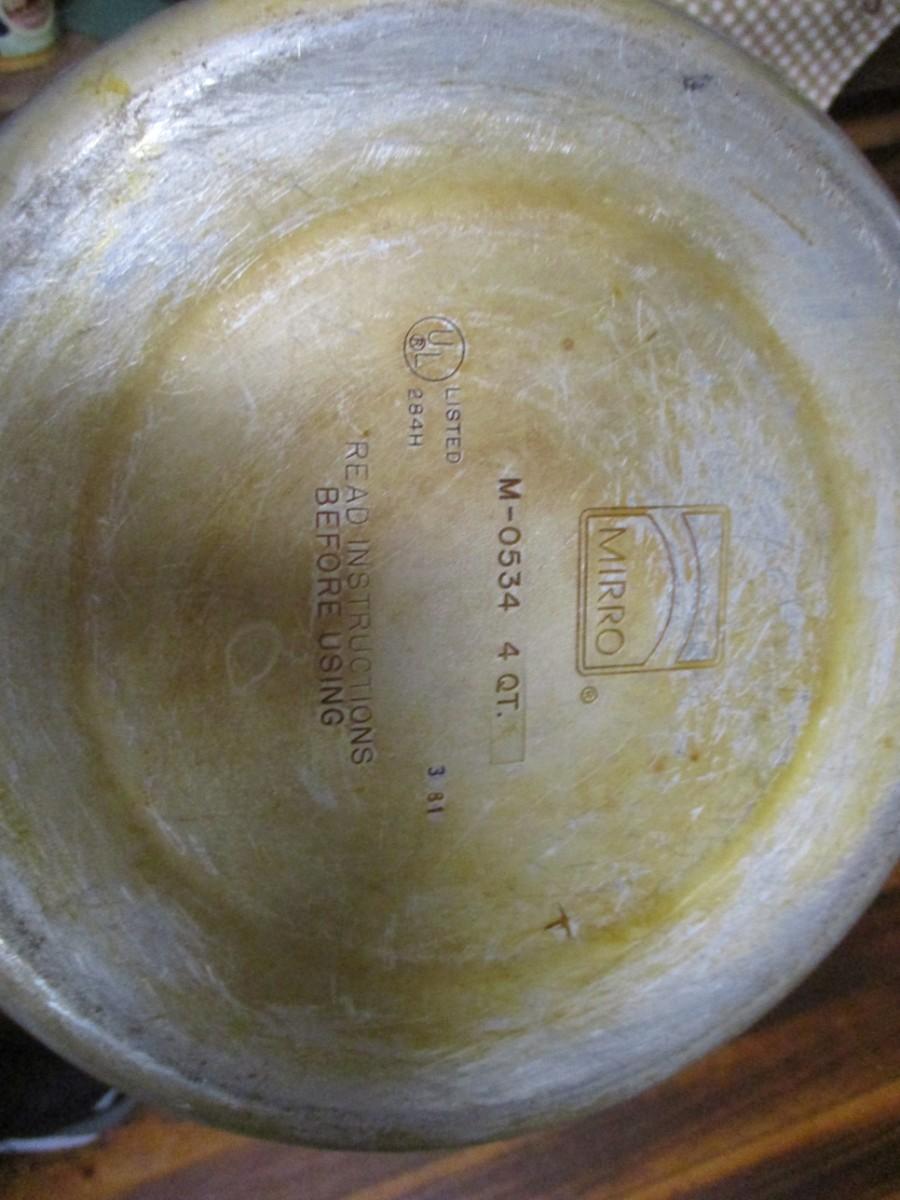 MIRRO
®
M-0534 4 QT.
UL ® LISTED
284H
3 81
READ INSTRUCTIONS
BEFORE USING